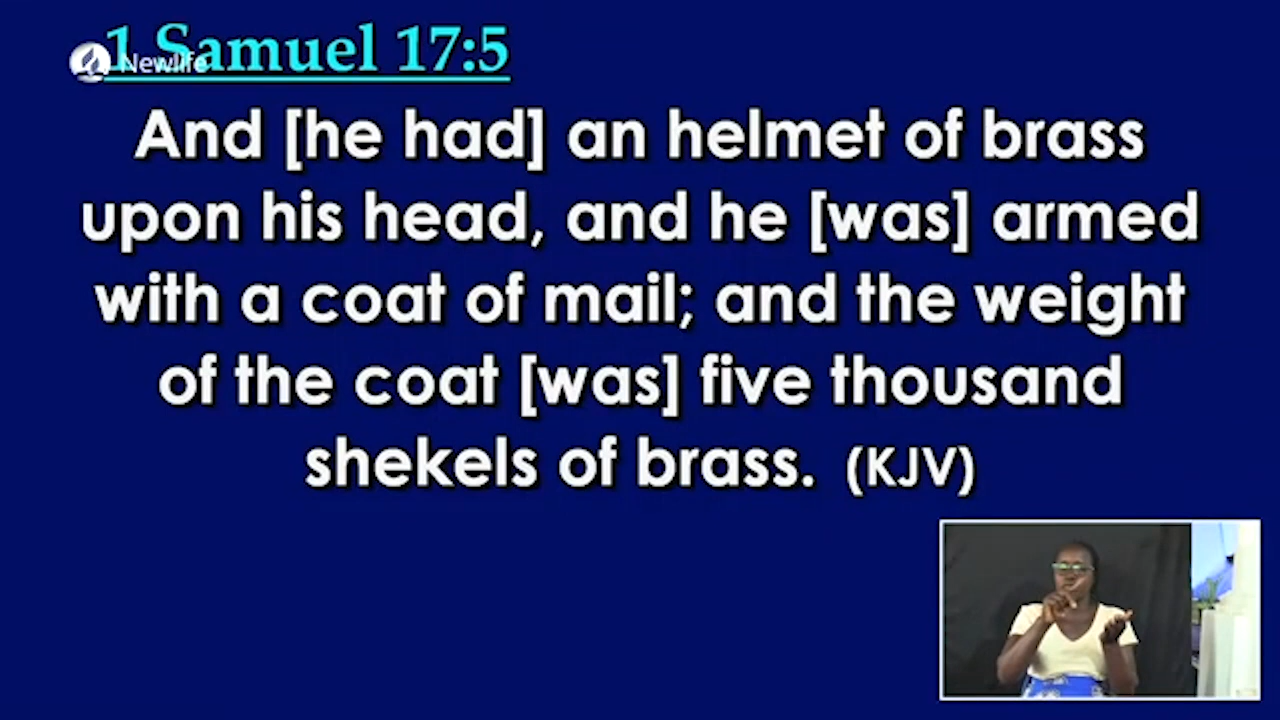 1 Samuel 17:5
Newlife
And [he had] an helmet of brass
upon his head, and he [was] armed
with a coat of mail; and the weight
of the coat [was] five thousand
shekels of brass. (KJV)